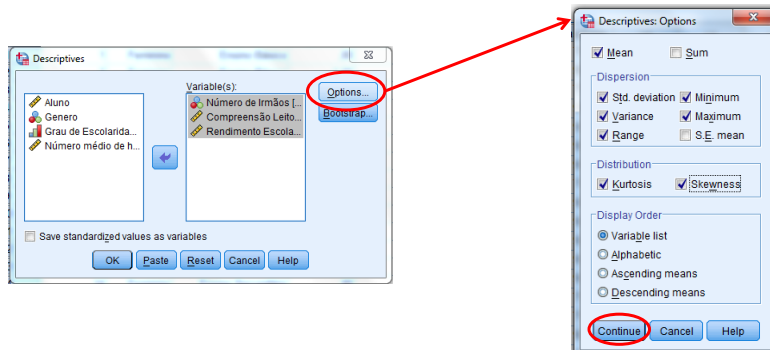 Descriptives
Variable(s):
Aluno
Genero
Grau de Escolarida...
Número médio de h...
Número de Irmãos [...
Compreensão Leito...
Rendimento Escola...
Options...
Bootstrap...
Save standardized values as variables
OK Paste Reset Cancel Help
Descriptives: Options
Mean Sum
Dispersion
Std. deviation Minimum
Variance Maximum
Range S.E. mean
Distribution
Kurtosis Skewness
Display Order
Variable list
Alphabetic
Ascending means
Descending means
Continue Cancel Help